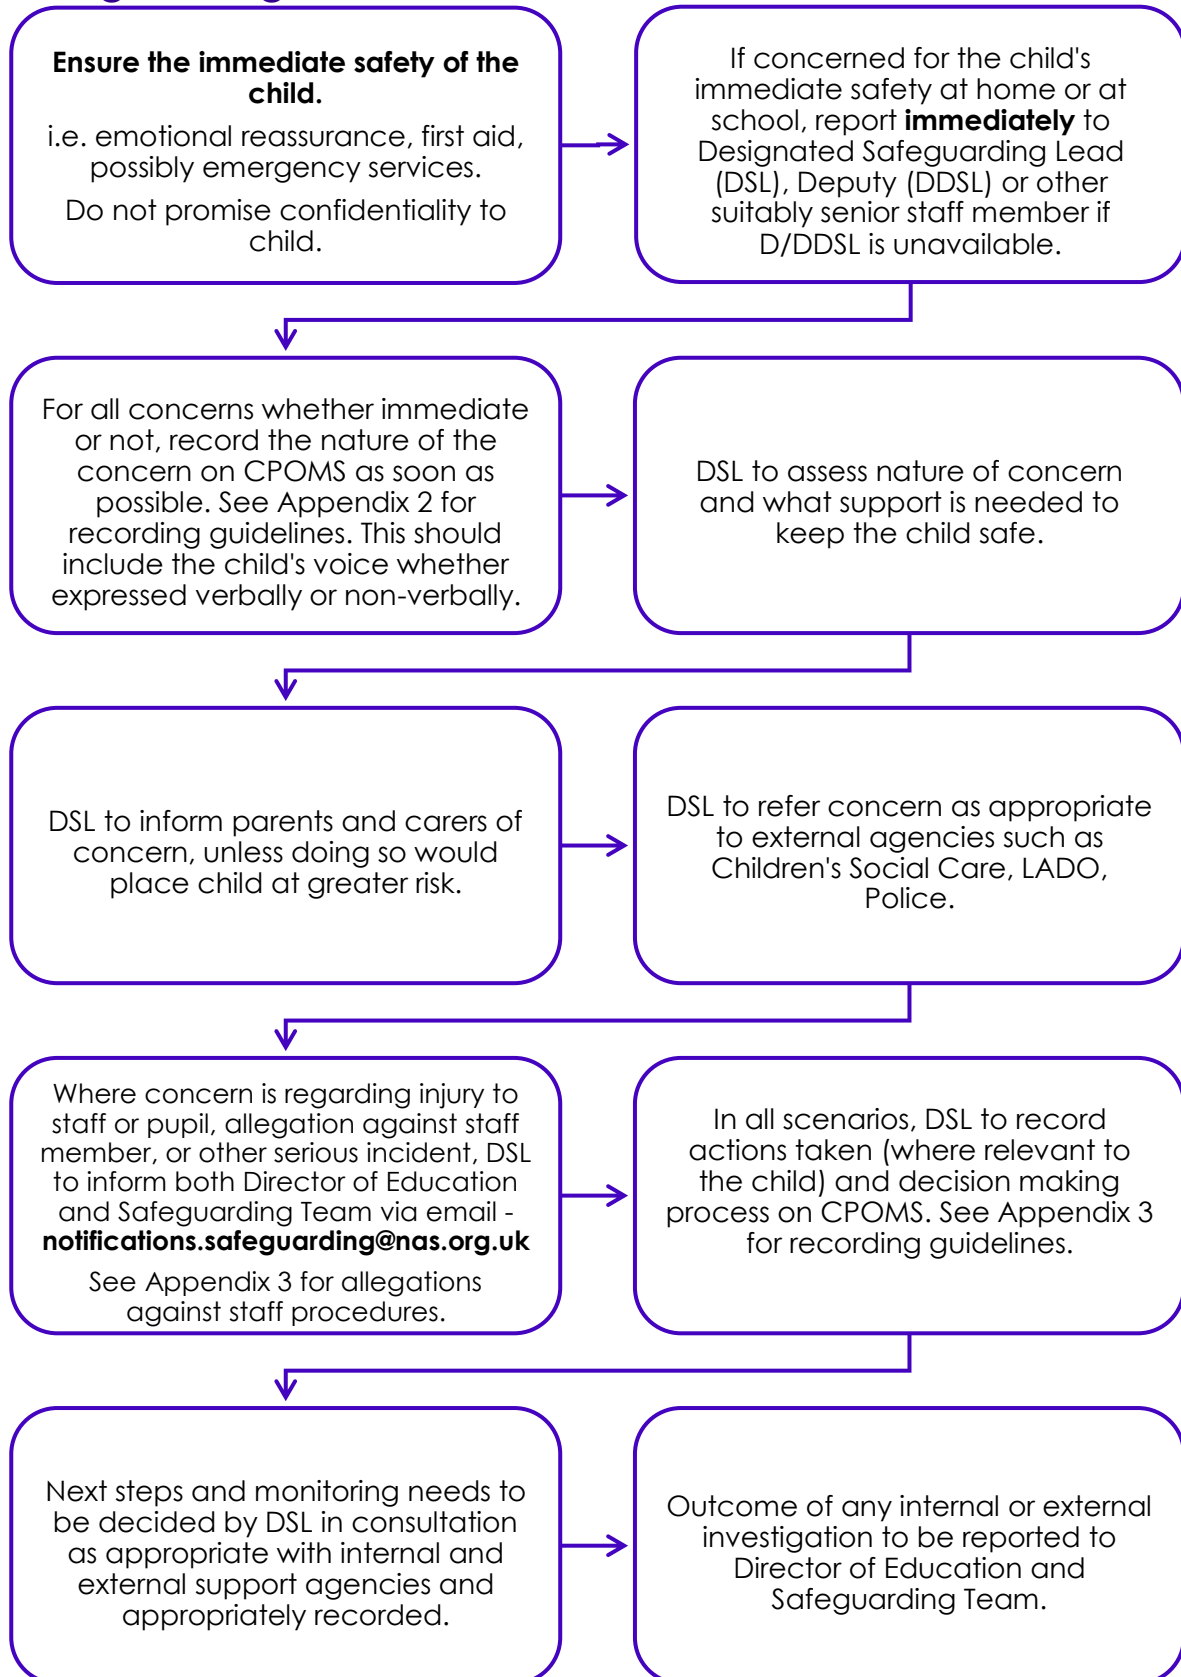 Ensure the immediate safety of the
child.
i.e. emotional reassurance, first aid,
possibly emergency services.
Do not promise confidentiality to
child.
If concerned for the child's
immediate safety at home or at
school, report immediately to
Designated Safeguarding Lead
(DSL), Deputy (DDSL) or other
suitably senior staff member if
D/DDSL is unavailable.
For all concerns whether immediate
or not, record the nature of the
concern on CPOMS as soon as
possible. See Appendix 2 for
recording guidelines. This should
include the child's voice whether
expressed verbally or non-verbally.
DSL to assess nature of concern
and what support is needed to
keep the child safe.
DSL to inform parents and carers of
concern, unless doing so would
place child at greater risk.
DSL to refer concern as appropriate
to external agencies such as
Children's Social Care, LADO,
Police.
Where concern is regarding injury to
staff or pupil, allegation against staff
member, or other serious incident, DSL
to inform both Director of Education
and Safeguarding Team via email -
notifications.safeguarding@nas.org.uk
See Appendix 3 for allegations
against staff procedures.
In all scenarios, DSL to record
actions taken (where relevant to
the child) and decision making
process on CPOMS. See Appendix 3
for recording guidelines.
Next steps and monitoring needs to
be decided by DSL in consultation
as appropriate with internal and
external support agencies and
appropriately recorded.
Outcome of any internal or external
investigation to be reported to
Director of Education and
Safeguarding Team.